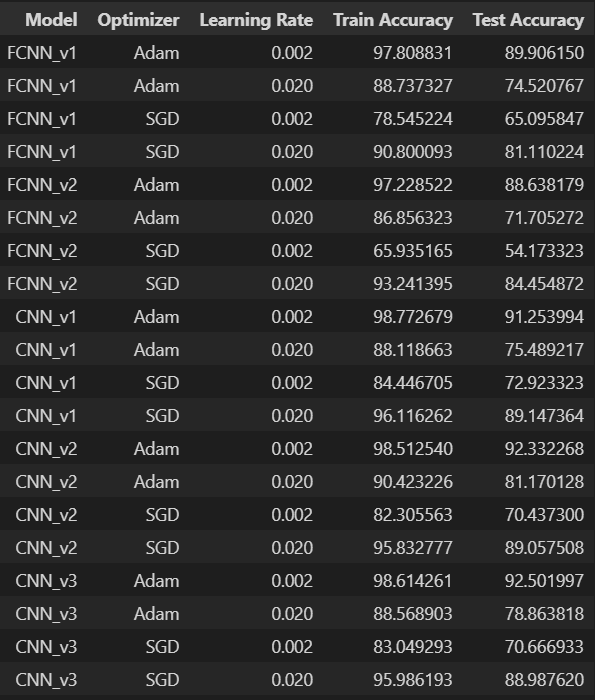 Model Optimizer Learning Rate Train Accuracy Test Accuracy
FCNN_v1 Adam 0.002 97.808831 89.906150
FCNN_v1 Adam 0.020 88.737327 74.520767
FCNN_v1 SGD 0.002 78.545224 65.095847
FCNN_v1 SGD 0.020 90.800093 81.110224
FCNN_v2 Adam 0.002 97.228522 88.638179
FCNN_v2 Adam 0.020 86.856323 71.705272
FCNN_v2 SGD 0.002 65.935165 54.173323
FCNN_v2 SGD 0.020 93.241395 84.454872
CNN_v1 Adam 0.002 98.772679 91.253994
CNN_v1 Adam 0.020 88.118663 75.489217
CNN_v1 SGD 0.002 84.446705 72.923323
CNN_v1 SGD 0.020 96.116262 89.147364
CNN_v2 Adam 0.002 98.512540 92.332268
CNN_v2 Adam 0.020 90.423226 81.170128
CNN_v2 SGD 0.002 82.305563 70.437300
CNN_v2 SGD 0.020 95.832777 89.057508
CNN_v3 Adam 0.002 98.614261 92.501997
CNN_v3 Adam 0.020 88.568903 78.863818
CNN_v3 SGD 0.002 83.049293 70.666933
CNN_v3 SGD 0.020 95.986193 88.987620